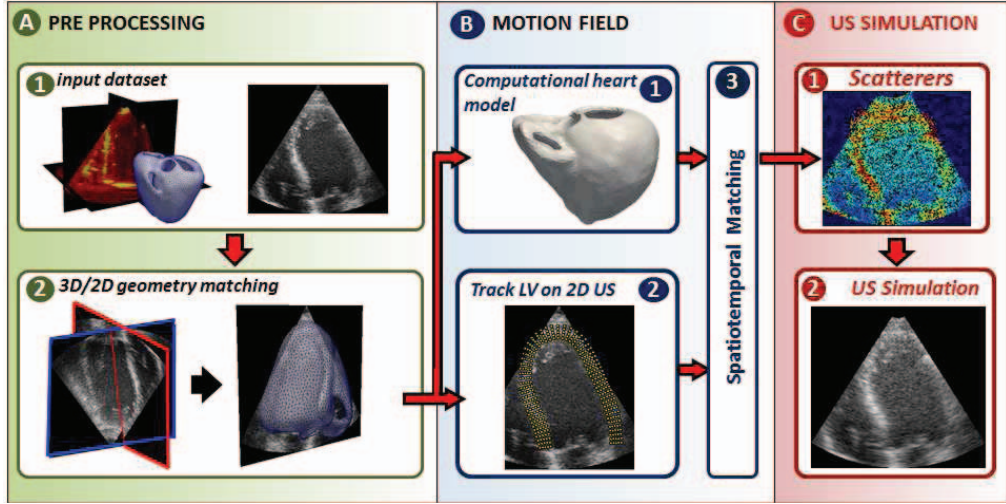 A PRE PROCESSING
1 input dataset
2 3D/2D geometry matching
B MOTION FIELD
Computational heart
model 1
Track LV on 2D US 2
3
Spatiotemporal Matching
C US SIMULATION
1 Scatterers
2 US Simulation